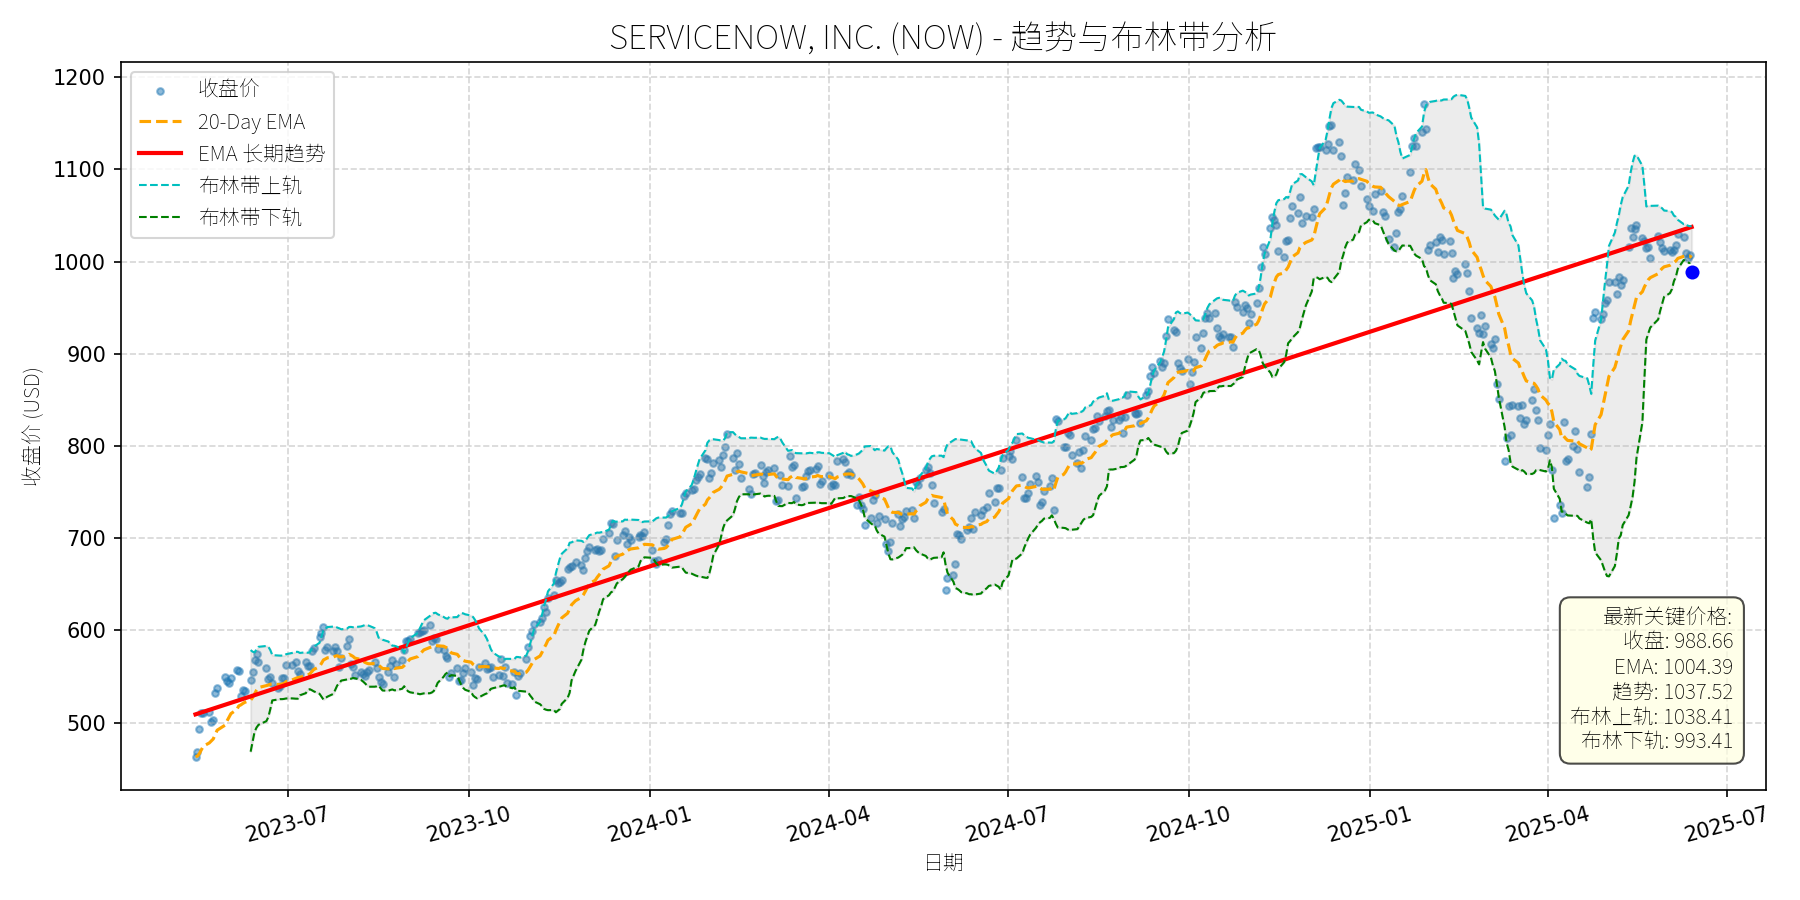 SERVICENOW, INC. (NOW) - 趋势与布林带分析
收盘价 (USD)
1200
1100
1000
900
800
700
600
500
收盘价
20-Day EMA
EMA 长期趋势
布林带上轨
布林带下轨
最新关键价格:
收盘: 988.66
EMA: 1004.39
趋势: 1037.52
布林上轨: 1038.41
布林下轨: 993.41
2023-07
2023-10
2024-01
2024-04
2024-07
2024-10
2025-01
2025-04
2025-07
日期